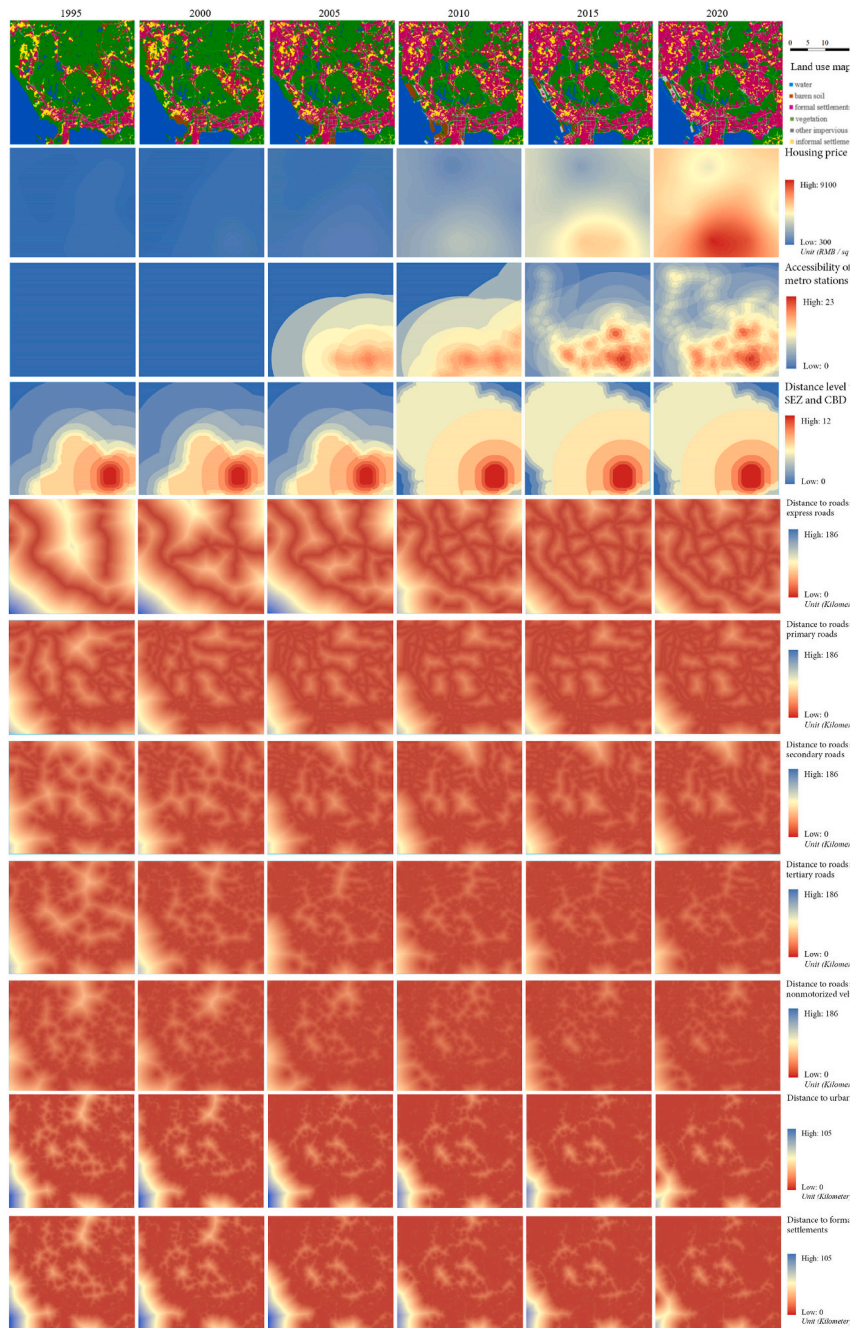 1995 2000 2005 2010 2015 2020
0 5 10
Land use map
water
baren soil
formal settlements
vegetation
other impervious
informal settleme
Housing price
High: 9100
Low: 300
Unit (RMB / sq
Accessibility of
metro stations
High: 23
Low: 0
Distance level
SEZ and CBD
High: 12
Low: 0
Distance to roads
express roads
High: 186
Low: 0
Unit (Kilomet
Distance to roads
primary roads
High: 186
Low: 0
Unit (Kilomet
Distance to roads
secondary roads
High: 186
Low: 0
Unit (Kilomet
Distance to roads
tertiary roads
High: 186
Low: 0
Unit (Kilomet
Distance to roads
nonmotorized vel
High: 186
Low: 0
Unit (Kilomet
Distance to urban
High: 105
Low: 0
Unit (Kilometer
Distance to forma
settlements
High: 105
Low: 0
Unit (Kilometer